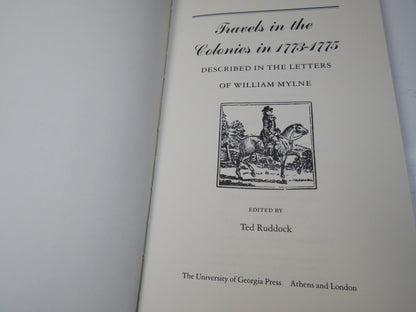 Travels in the
Colonies in 1773-1775
DESCRIBED IN THE LETTERS
OF WILLIAM MYLNE
EDITED BY
Ted Ruddock
The University of Georgia Press Athens and London